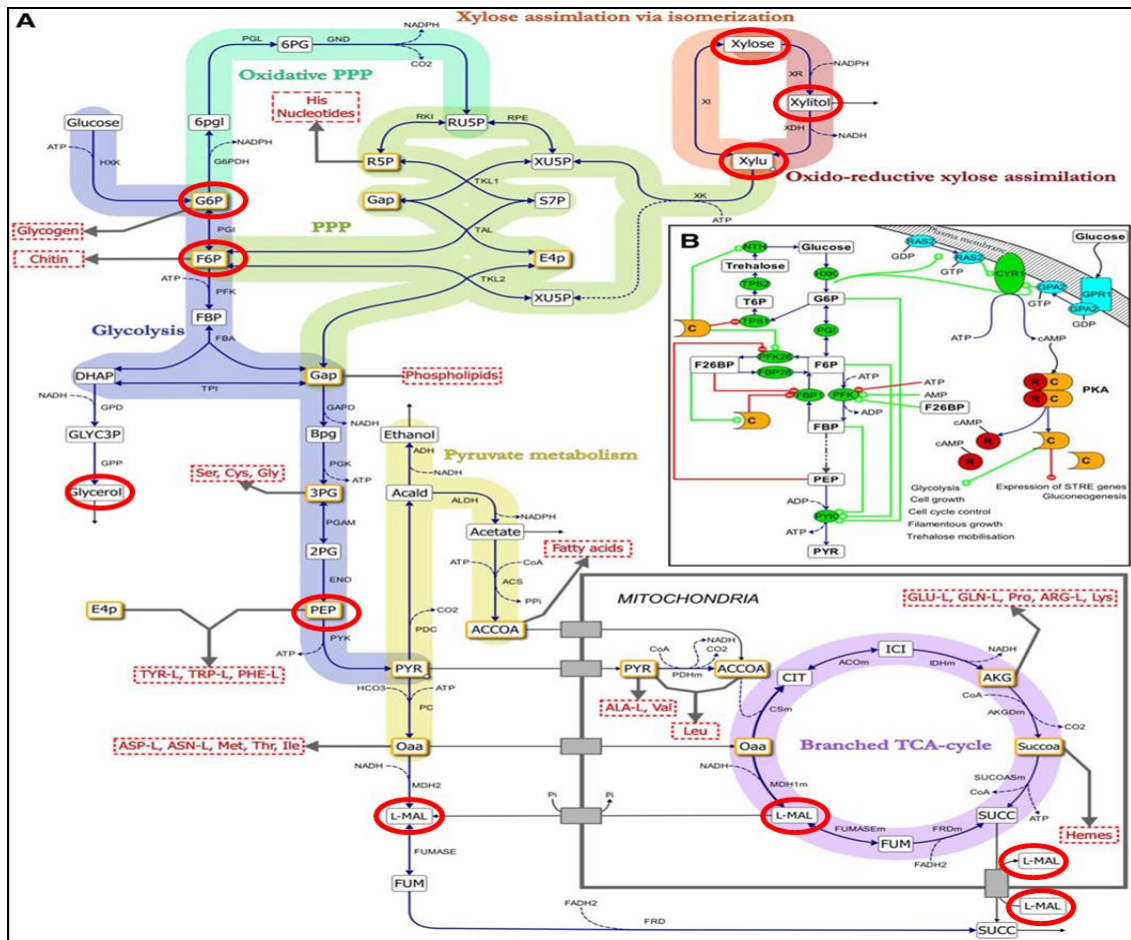 A
Xylose assimlation via isomerization
PGL
6PG
GND
NADPH
CO2
Oxidative PPP
Xylose
XR
NADPH
XI
Xylitol
XDH
NADH
Xylu
Oxido-reductive xylose assimilation
Glucose
ATP
HXK
6pgl
NADPH
G6PDH
His
Nucleotides
RKI
RU5P
RPE
R5P
XU5P
TKL1
XK
ATP
G6P
Gap
S7P
Glycogen
PGI
PPP
TAL
Chitin
F6P
E4p
TKL2
ATP
PFK
XU5P
FBP
Glycolysis
FBA
DHAP
TPI
Gap
Phospholipids
NADH
GPD
GLYC3P
GPP
Glycerol
GAPD
NADH
Bpg
PGK
ATP
Ser, Cys, Gly
3PG
PGAM
2PG
ENO
E4p
PEP
PYK
ATP
TYR-L, TRP-L, PHE-L
Ethanol
ADH
NADH
Pyruvate metabolism
Acald
ALDH
NADPH
Acetate
Fatty acids
ATP
CoA
ACS
PPi
CO2
PDC
ACCOA
PYR
HCO3
ATP
PC
ASP-L, ASN-L, Met, Thr, Ile
Oaa
NADH
MDH2
L-MAL
FUMASE
FUM
FADH2
FRD
SUCC
B
Plasma membrane
NTH
Glucose
RAS2
GDP
RAS2
GTP
CYR1
Glucose
GPR1
GPA2
GTP
GPA2
GDP
Trehalose
HXK
TPS2
T6P
G6P
ATP
cAMP
C
TPS1
PGI
PFK26
F26BP
F6P
FBP26
ATP
ATP
AMP
FBP1
PFK
F26BP
ADP
C
FBP
R
C
R
C
PKA
cAMP
R
cAMP
R
C
C
PEP
ADP
PYK
ATP
PYR
Glycolysis
Cell growth
Cell cycle control
Filamentous growth
Trehalose mobilisation
Expression of STRE genes
Gluconeogenesis
MITOCHONDRIA
GLU-L, GLN-L, Pro, ARG-L, Lys
NADH
CoA
CO2
PYR
PDHm
ACCOA
ALA-L, Val
Leu
CSm
CIT
ACOm
ICI
IDHm
NADH
AKG
CoA
AKGDm
CO2
Oaa
Branched TCA-cycle
Succoa
NADH
MDH1m
SUCOASm
CoA
ATP
Hemes
Pi
Pi
L-MAL
FUMASEm
FUM
FRDm
FADH2
SUCC
L-MAL
L-MAL